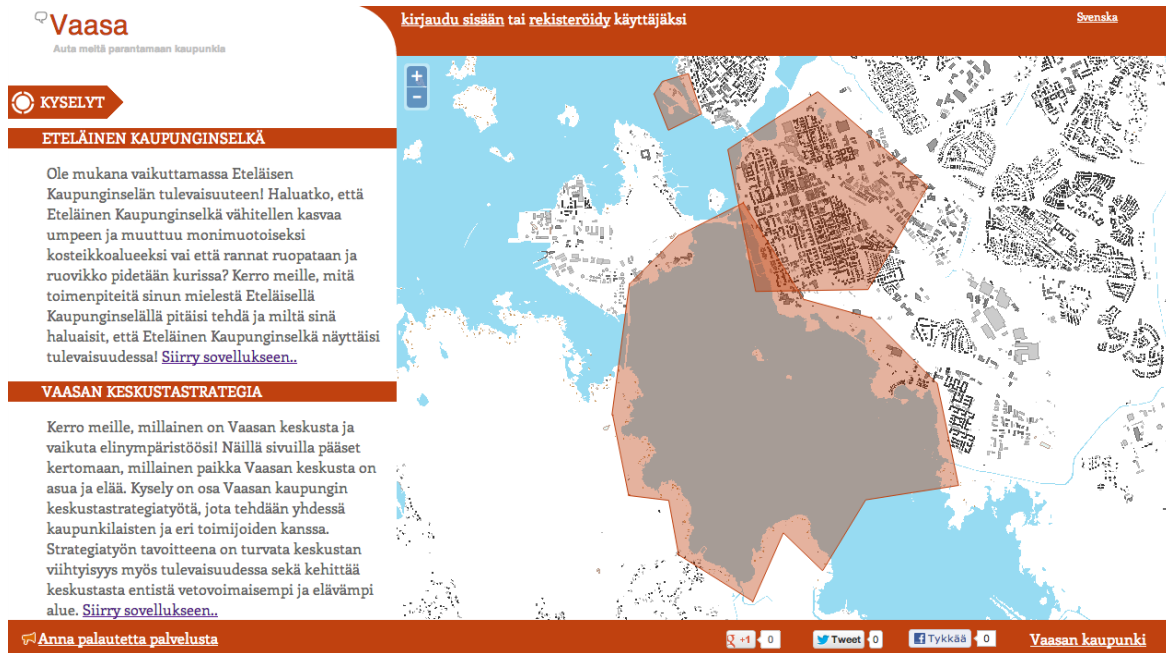 Vaasa
Auta meitä parantamaan kaupunkia
kirjaudu sisään tai rekisteröidy käyttäjäksi
Svenska
KYSELYT
ETELÄINEN KAUPUNGINSELKÄ
Ole mukana vaikuttamassa Eteläisen
Kaupunginselän tulevaisuuteen! Haluatko, että
Eteläinen Kaupunginselkä vähitellen kasvaa
umpeen ja muuttuu monimuotoiseksi
kosteikkoalueeksi vai että rannat ruopataan ja
ruovikko pidetään kurissa? Kerro meille, mitä
toimenpiteitä sinun mielestä Eteläisellä
Kaupunginselällä pitäisi tehdä ja miltä sinä
haluaisit, että Eteläinen Kaupunginselkä näyttäisi
tulevaisuudessa! Siirry sovellukseen..
VAASAN KESKUSTASTRATEGIA
Kerro meille, millainen on Vaasan keskusta ja
vaikuta elinympäristöösi! Näillä sivuilla pääset
kertomaan, millainen paikka Vaasan keskusta on
asua ja elää. Kysely on osa Vaasan kaupungin
keskustastrategiatyötä, jota tehdään yhdessä
kaupunkilaisten ja eri toimijoiden kanssa.
Strategiatyön tavoitteena on turvata keskustan
viihtyisyys myös tulevaisuudessa sekä kehittää
keskustasta entistä vetovoimaisempi ja elävämpi
alue. Siirry sovellukseen..
+
-
Anna palautetta palvelusta
g +1 0
Tweet 0
f Tykkää 0
Vaasan kaupunki